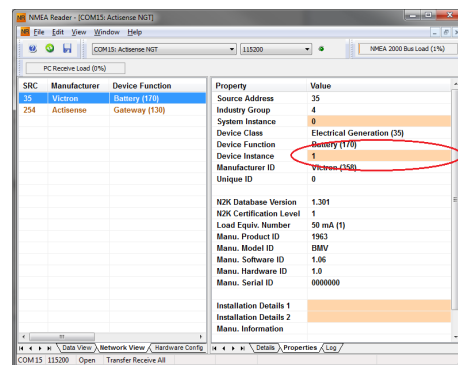 NMEA Reader - [COM15: Actisense NGT]
File Edit View Window Help
COM15: Actisense NGT 115200 NMEA 2000 Bus Load (1%)
PC Receive Load (0%)
SRC Manufacturer Device Function
35 Victron Battery (170)
254 Actisense Gateway (130)
Property Value
Source Address 35
Industry Group 4
System Instance 0
Device Class Electrical Generation (35)
Device Function Battery (170)
Device Instance 1
Manufacturer ID Victron (358)
Unique ID 0
N2K Database Version 1.301
N2K Certification Level 1
Load Equiv. Number 50 mA (1)
Manu. Product ID 1963
Manu. Model ID BMV
Manu. Software ID 1.06
Manu. Hardware ID 1.0
Manu. Serial ID 0000000
Installation Details 1
Installation Details 2
Manu. Information
Data View Network View Hardware Config Details Properties Log
COM 15 115200 Open Transfer Receive All